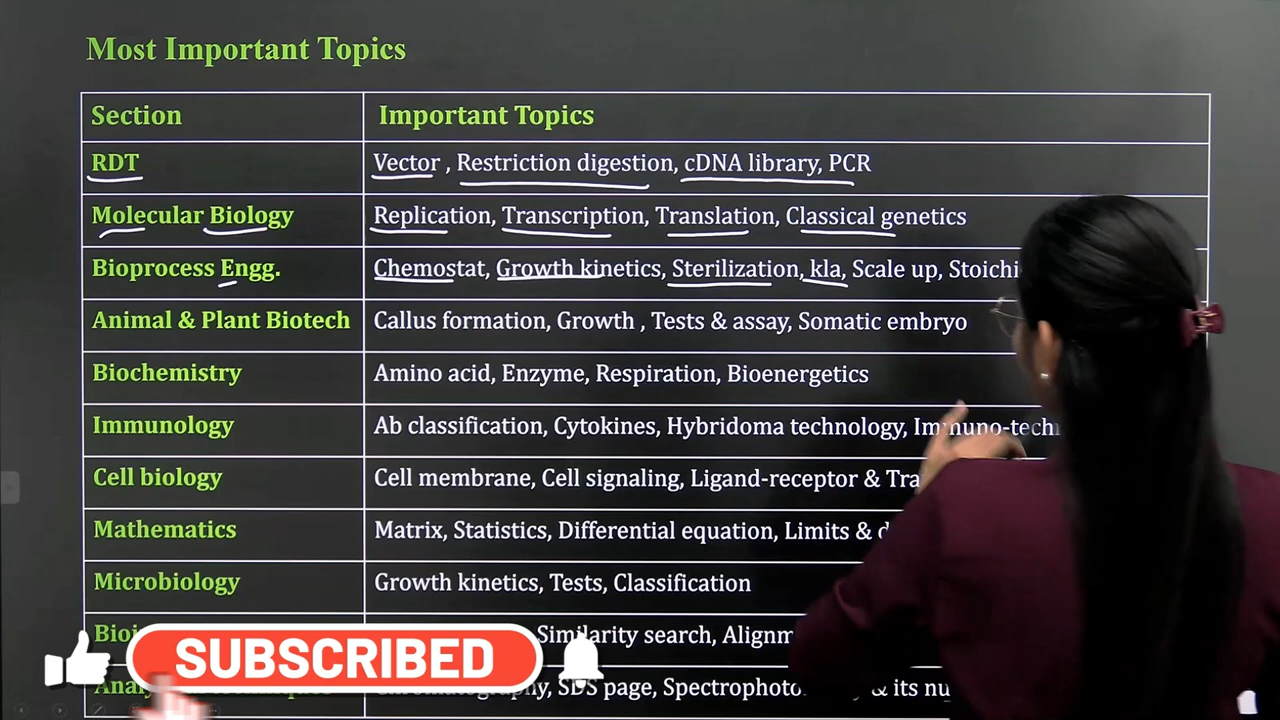 Most Important Topics
Section Important Topics
RDT Vector , Restriction digestion, cDNA library, PCR
Molecular Biology Replication, Transcription, Translation, Classical genetics
Bioprocess Engg. Chemostat, Growth kinetics, Sterilization, kla, Scale up,
Animal & Plant Biotech Callus formation, Growth , Tests & assay, Somatic embryo
Biochemistry Amino acid, Enzyme, Respiration, Bioenergetics
Immunology Ab classification, Cytokines, Hybridoma technology,
Cell biology Cell membrane, Cell signaling, Ligand-receptor &
Mathematics Matrix, Statistics, Differential equation, Limits &
Microbiology Growth kinetics, Tests, Classification
Similarity search,
SUBSCRIBED
SDS page, & its